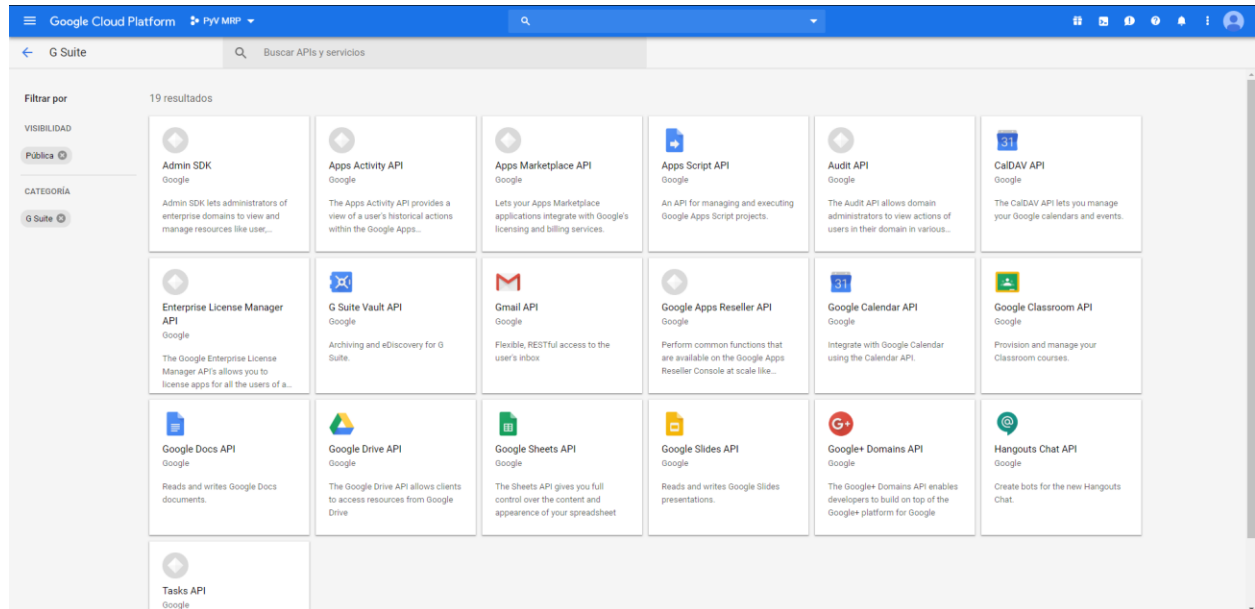 Google Cloud Platform PyV MRP
G Suite
Buscar APIs y servicios
Filtrar por
19 resultados
VISIBILIDAD
Pública
CATEGORÍA
G Suite
Admin SDK
Google
Admin SDK lets administrators of
enterprise domains to view and
manage resources like user,...
Apps Activity API
Google
The Apps Activity API provides a
view of a user's historical actions
within the Google Apps...
Apps Marketplace API
Google
Lets your Apps Marketplace
applications integrate with Google's
licensing and billing services.
Apps Script API
Google
An API for managing and executing
Google Apps Script projects.
Audit API
Google
The Audit API allows domain
administrators to view actions of
users in their domain in various...
31
CalDAV API
Google
The CalDAV API lets you manage
your Google calendars and events.
Enterprise License Manager
API
Google
The Google Enterprise License
Manager API's allows you to
license apps for all the users of a...
G Suite Vault API
Google
Archiving and eDiscovery for G
Suite.
Gmail API
Google
Flexible, RESTful access to the
user's inbox
Google Apps Reseller API
Google
Perform common functions that
are available on the Google Apps
Reseller Console at scale like...
31
Google Calendar API
Google
Integrate with Google Calendar
using the Calendar API.
Google Classroom API
Google
Provision and manage your
Classroom courses.
Google Docs API
Google
Reads and writes Google Docs
documents.
Google Drive API
Google
The Google Drive API allows clients
to access resources from Google
Drive
Google Sheets API
Google
The Sheets API gives you full
control over the content and
appearence of your spreadsheet
Google Slides API
Google
Reads and writes Google Slides
presentations.
G+
Google+ Domains API
Google
The Google+ Domains API enables
developers to build on top of the
Google+ platform for Google
@
Hangouts Chat API
Google
Create bots for the new Hangouts
Chat.
Tasks API
Google